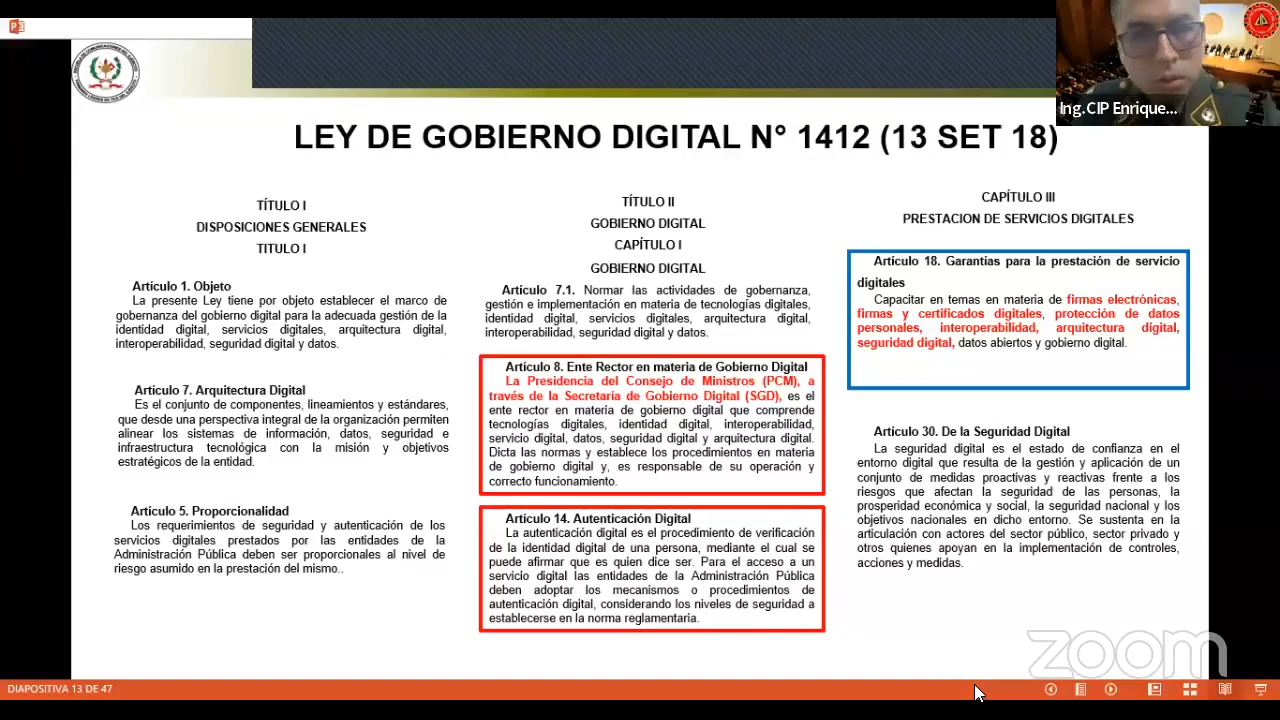 Ing.CIP Enrique...
LEY DE GOBIERNO DIGITAL N° 1412 (13 SET 18)
TÍTULO I
DISPOSICIONES GENERALES
TITULO I
Artículo 1. Objeto
La presente Ley tiene por objeto establecer el marco de
gobernanza del gobierno digital para la adecuada gestión de la
identidad digital, servicios digitales, arquitectura digital,
interoperabilidad, seguridad digital y datos.
Artículo 7. Arquitectura Digital
Es el conjunto de componentes, lineamientos y estándares,
que desde una perspectiva integral de la organización permiten
alinear los sistemas de información, datos, seguridad e
infraestructura tecnológica con la misión y objetivos
estratégicos de la entidad.
Artículo 5. Proporcionalidad
Los requerimientos de seguridad y autenticación de los
servicios digitales prestados por las entidades de la
Administración Pública deben ser proporcionales al nivel de
riesgo asumido en la prestación del mismo..
TÍTULO II
GOBIERNO DIGITAL
CAPÍTULO I
GOBIERNO DIGITAL
Artículo 7.1. Normar las actividades de gobernanza,
gestión e implementación en materia de tecnologías digitales,
identidad digital, servicios digitales, arquitectura digital,
interoperabilidad, seguridad digital y datos.
Artículo 8. Ente Rector en materia de Gobierno Digital
La Presidencia del Consejo de Ministros (PCM), a
través de la Secretaría de Gobierno Digital (SGD), es el
ente rector en materia de gobierno digital que comprende
tecnologías digitales, identidad digital, interoperabilidad,
servicio digital, datos, seguridad digital y arquitectura digital.
Dicta las normas y establece los procedimientos en materia
de gobierno digital y, es responsable de su operación y
correcto funcionamiento.
Artículo 14. Autenticación Digital
La autenticación digital es el procedimiento de verificación
de la identidad digital de una persona, mediante el cual se
puede afirmar que es quien dice ser. Para el acceso a un
servicio digital las entidades de la Administración Pública
deben adoptar los mecanismos o procedimientos de
autenticación digital, considerando los niveles de seguridad a
establecerse en la norma reglamentaria.
CAPÍTULO III
PRESTACION DE SERVICIOS DIGITALES
Artículo 18. Garantías para la prestación de servicio
digitales
Capacitar en temas en materia de firmas electrónicas,
firmas y certificados digitales, protección de datos
personales, interoperabilidad, arquitectura digital,
seguridad digital, datos abiertos y gobierno digital.
Artículo 30. De la Seguridad Digital
La seguridad digital es el estado de confianza en el
entorno digital que resulta de la gestión y aplicación de un
conjunto de medidas proactivas y reactivas frente a los
riesgos que afectan la seguridad de las personas, la
prosperidad económica y social, la seguridad nacional y los
objetivos nacionales en dicho entorno. Se sustenta en la
articulación con actores del sector público, sector privado y
otros quienes apoyan en la implementación de controles,
acciones y medidas.
zoom
DIAPOSITIVA 13 DE 47